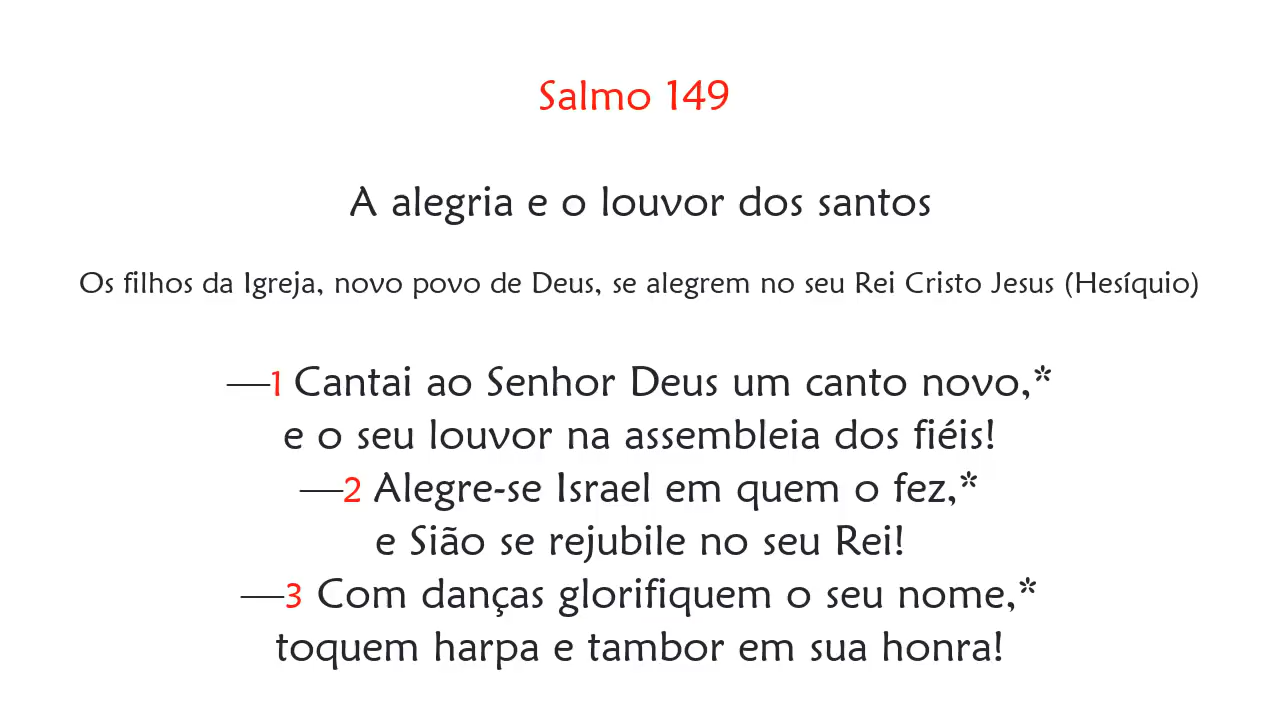 Salmo 149
A alegria e o louvor dos santos
Os filhos da Igreja, novo povo de Deus, se alegrem no seu Rei Cristo Jesus (Hesíquio)
—1 Cantai ao Senhor Deus um canto novo,*
e o seu louvor na assembleia dos fiéis!
—2 Alegre-se Israel em quem o fez,*
e Sião se rejubile no seu Rei!
—3 Com danças glorifiquem o seu nome,*
toquem harpa e tambor em sua honra!